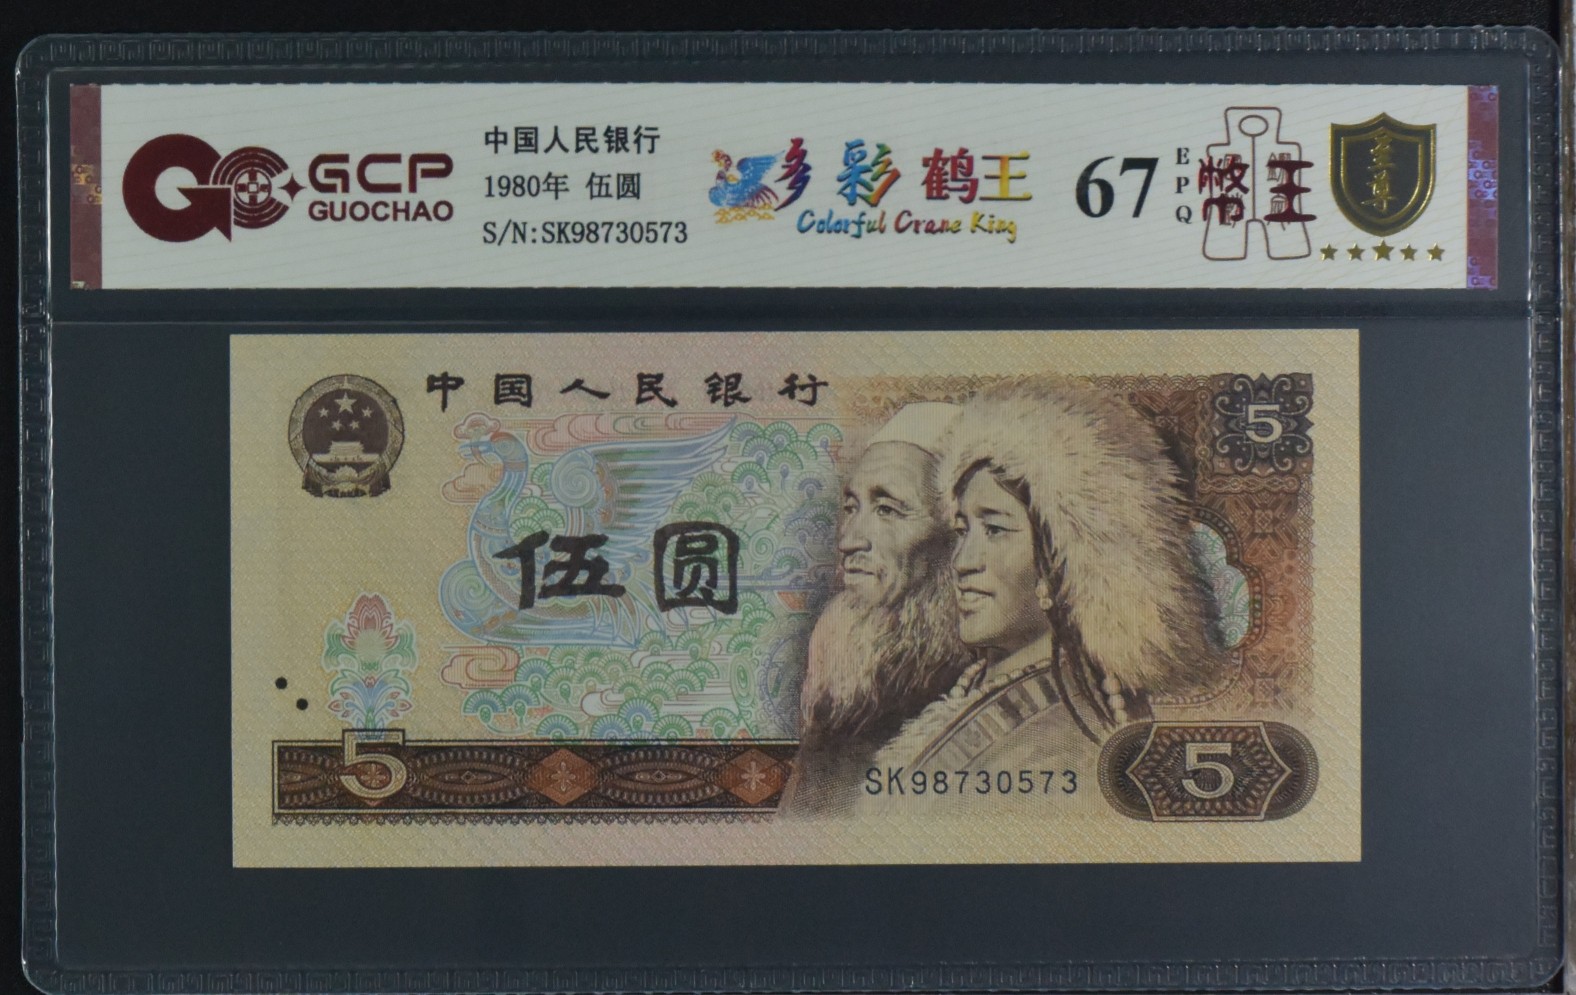 GCP
GUOCHAO
中国人民银行
1980年 伍圆
S/N:SK98730573
多彩鹤王
Colorful Crane King
67
EPQ
币王
至尊
中国人民银行
5
伍圆
5
SK98730573
5